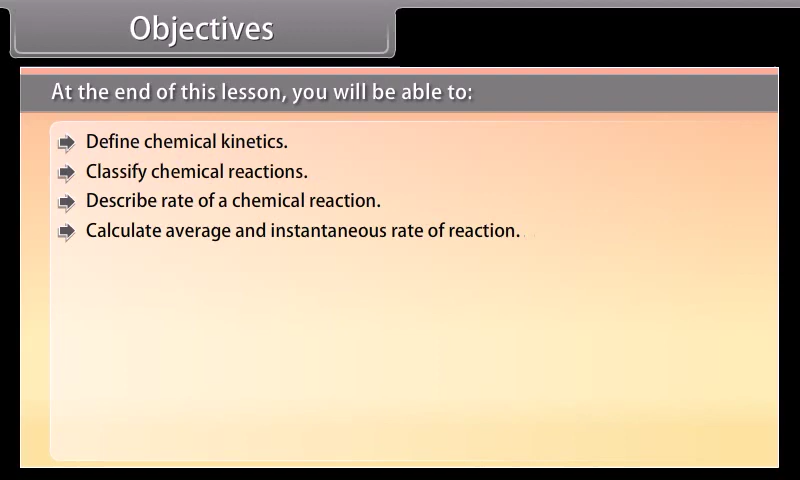 Objectives
At the end of this lesson, you will be able to:
Define chemical kinetics.
Classify chemical reactions.
Describe rate of a chemical reaction.
Calculate average and instantaneous rate of reaction.